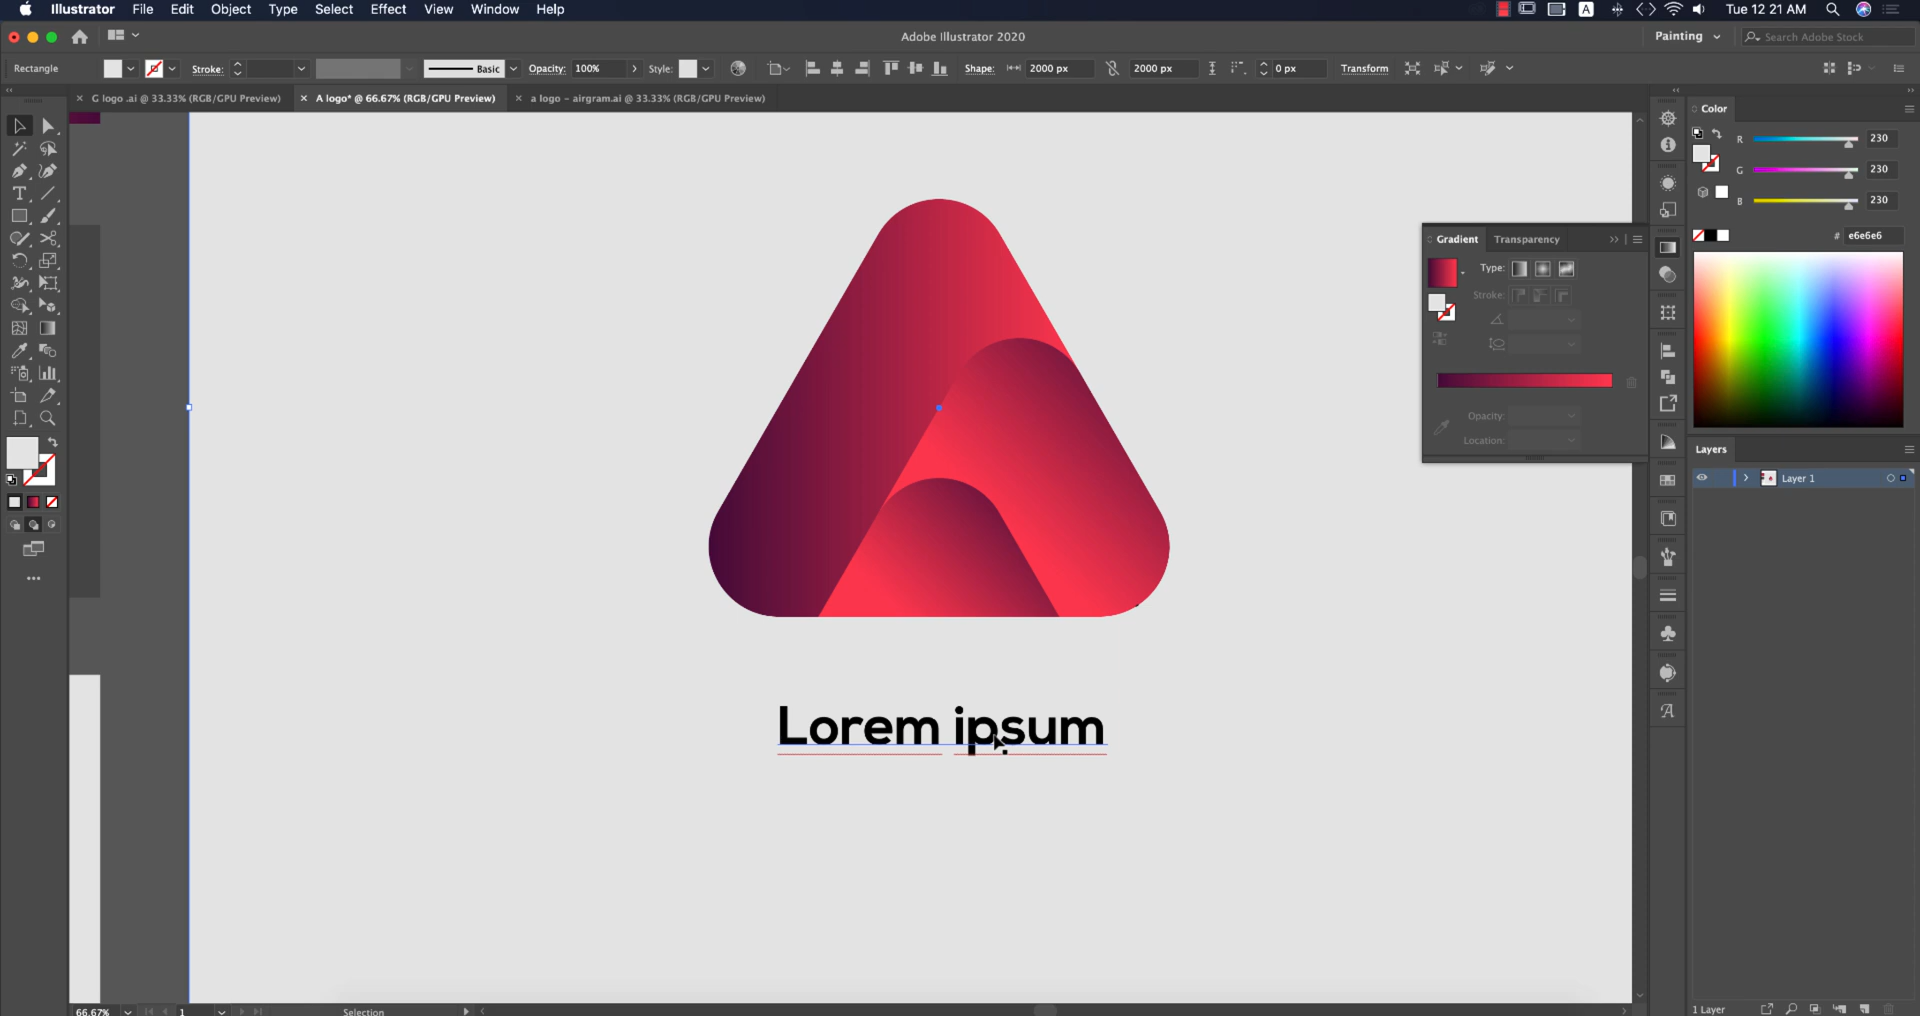 Illustrator File Edit Object Type Select Effect View Window Help A Tue 12 21 AM
Adobe Illustrator 2020 Painting Search Adobe Stock
Rectangle Stroke: Basic Opacity: 100% Style: Shape: 2000 px 2000 px 0 px Transform
G logo .ai @ 33.33% (RGB/GPU Preview) A logo* @ 66.67% (RGB/GPU Preview) a logo – airgram.ai @ 33.33% (RGB/GPU Preview)
Color
R 230
G 230
B 230
# e6e6e6
Gradient Transparency
Type:
Stroke:
Opacity:
Location:
Layers
Layer 1
Lorem ipsum
66.67% 1 Selection 1 Layer